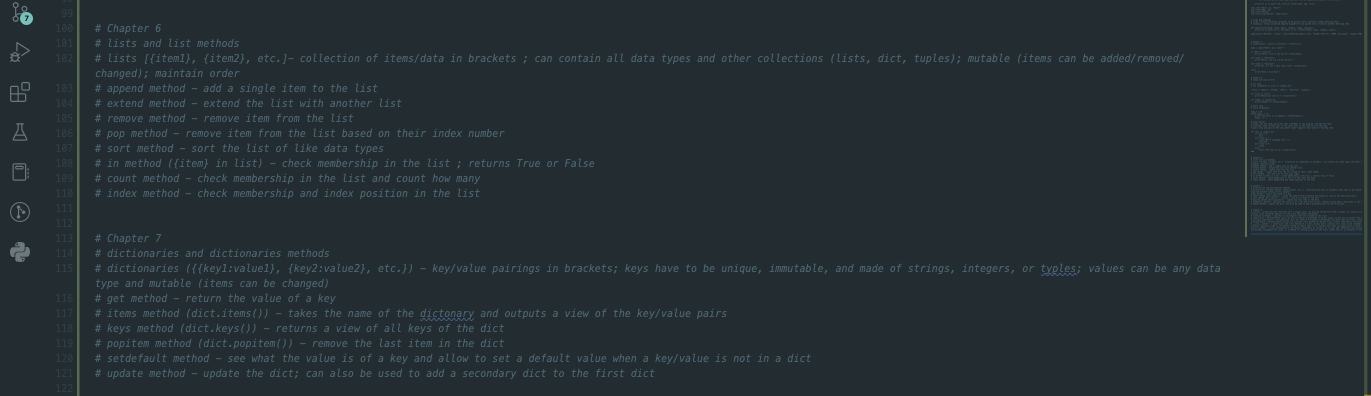 7
99
100 # Chapter 6
101 # lists and list methods
102 # lists [{item1}, {item2}, etc.]– collection of items/data in brackets ; can contain all data types and other collections (lists, dict, tuples); mutable (items can be added/removed/
changed); maintain order
103 # append method – add a single item to the list
104 # extend method – extend the list with another list
105 # remove method – remove item from the list
106 # pop method – remove item from the list based on their index number
107 # sort method – sort the list of like data types
108 # in method ({item} in list) – check membership in the list ; returns True or False
109 # count method – check membership in the list and count how many
110 # index method – check membership and index position in the list
111
112
113 # Chapter 7
114 # dictionaries and dictionaries methods
115 # dictionaries ({{key1:value1}, {key2:value2}, etc.}) – key/value pairings in brackets; keys have to be unique, immutable, and made of strings, integers, or typles; values can be any data
type and mutable (items can be changed)
116 # get method – return the value of a key
117 # items method (dict.items()) – takes the name of the dictonary and outputs a view of the key/value pairs
118 # keys method (dict.keys()) – returns a view of all keys of the dict
119 # popitem method (dict.popitem()) – remove the last item in the dict
120 # setdefault method – see what the value is of a key and allow to set a default value when a key/value is not in a dict
121 # update method – update the dict; can also be used to add a secondary dict to the first dict
122